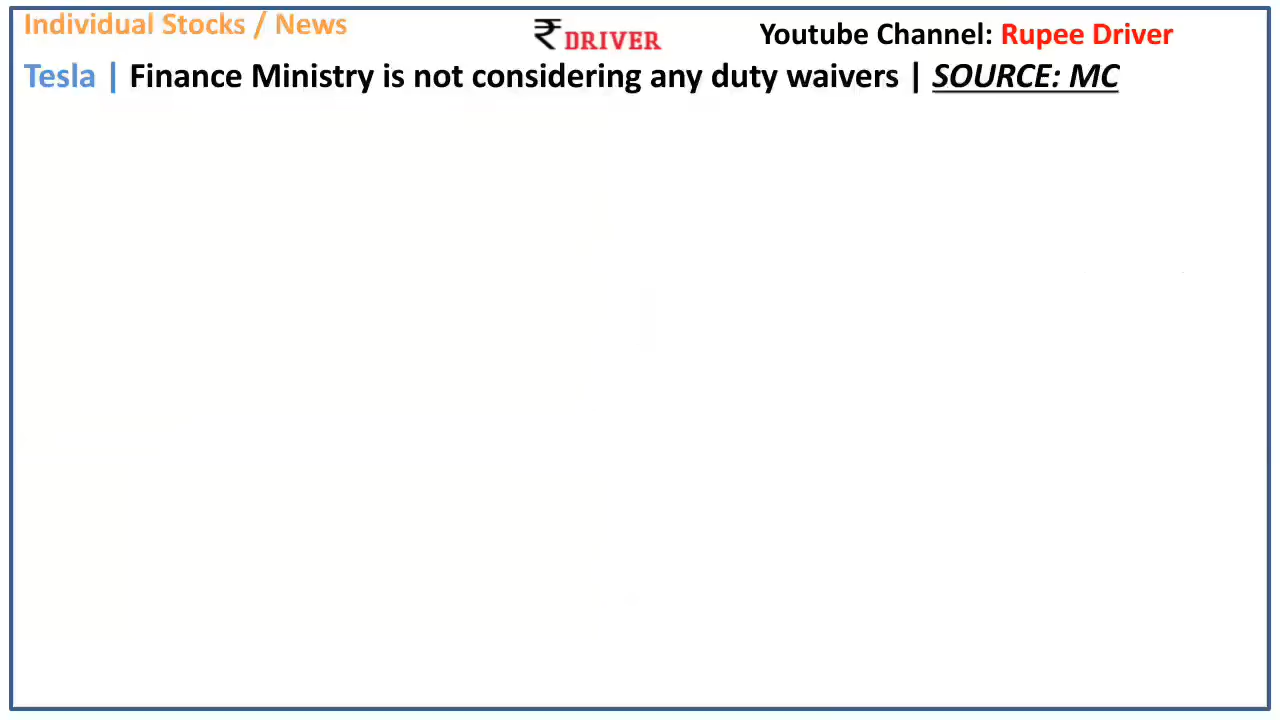 Individual Stocks / News
₹ DRIVER
Youtube Channel: Rupee Driver
Tesla | Finance Ministry is not considering any duty waivers | SOURCE: MC